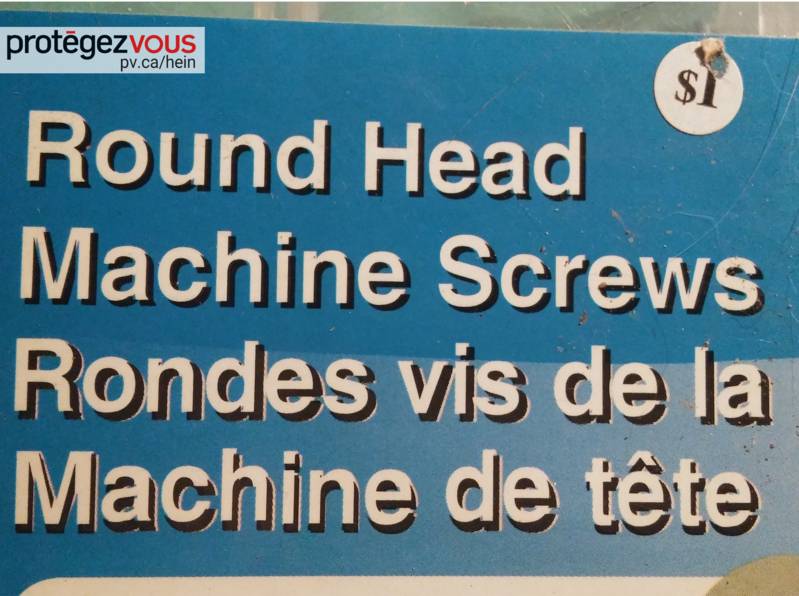 protégezvous
pv.ca/hein
$1
Round Head
Machine Screws
Rondes vis de la
Machine de tête